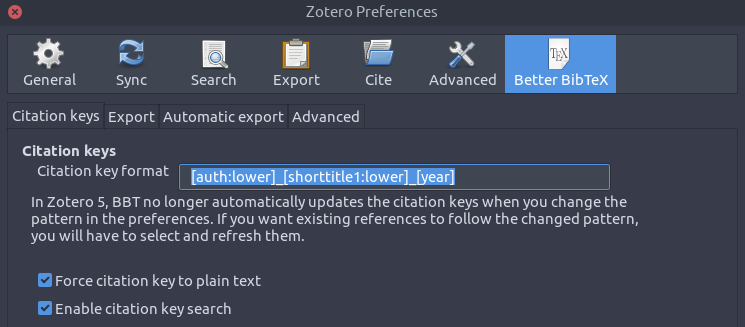 Zotero Preferences
General Sync Search Export Cite Advanced Better BibTeX
Citation keys Export Automatic export Advanced
Citation keys
Citation key format [auth:lower]_[shorttitle1:lower]_[year]
In Zotero 5, BBT no longer automatically updates the citation keys when you change the
pattern in the preferences. If you want existing references to follow the changed pattern,
you will have to select and refresh them.
Force citation key to plain text
Enable citation key search